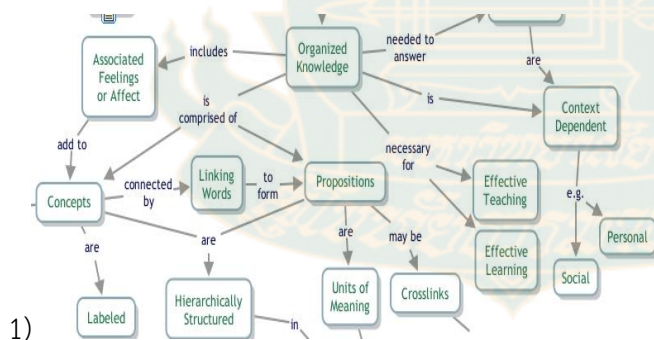 includes
Organized
Knowledge
needed to
answer
Associated
Feelings
or Affect
are
is
comprised of
is
Context
Dependent
add to
necessary
for
connected
by
Linking
Words
to
form
Propositions
Effective
Teaching
e.g.
Concepts
are
are
are
may be
Effective
Learning
Personal
Labeled
Hierarchically
Structured
Units of
Meaning
Crosslinks
Social
in
1)